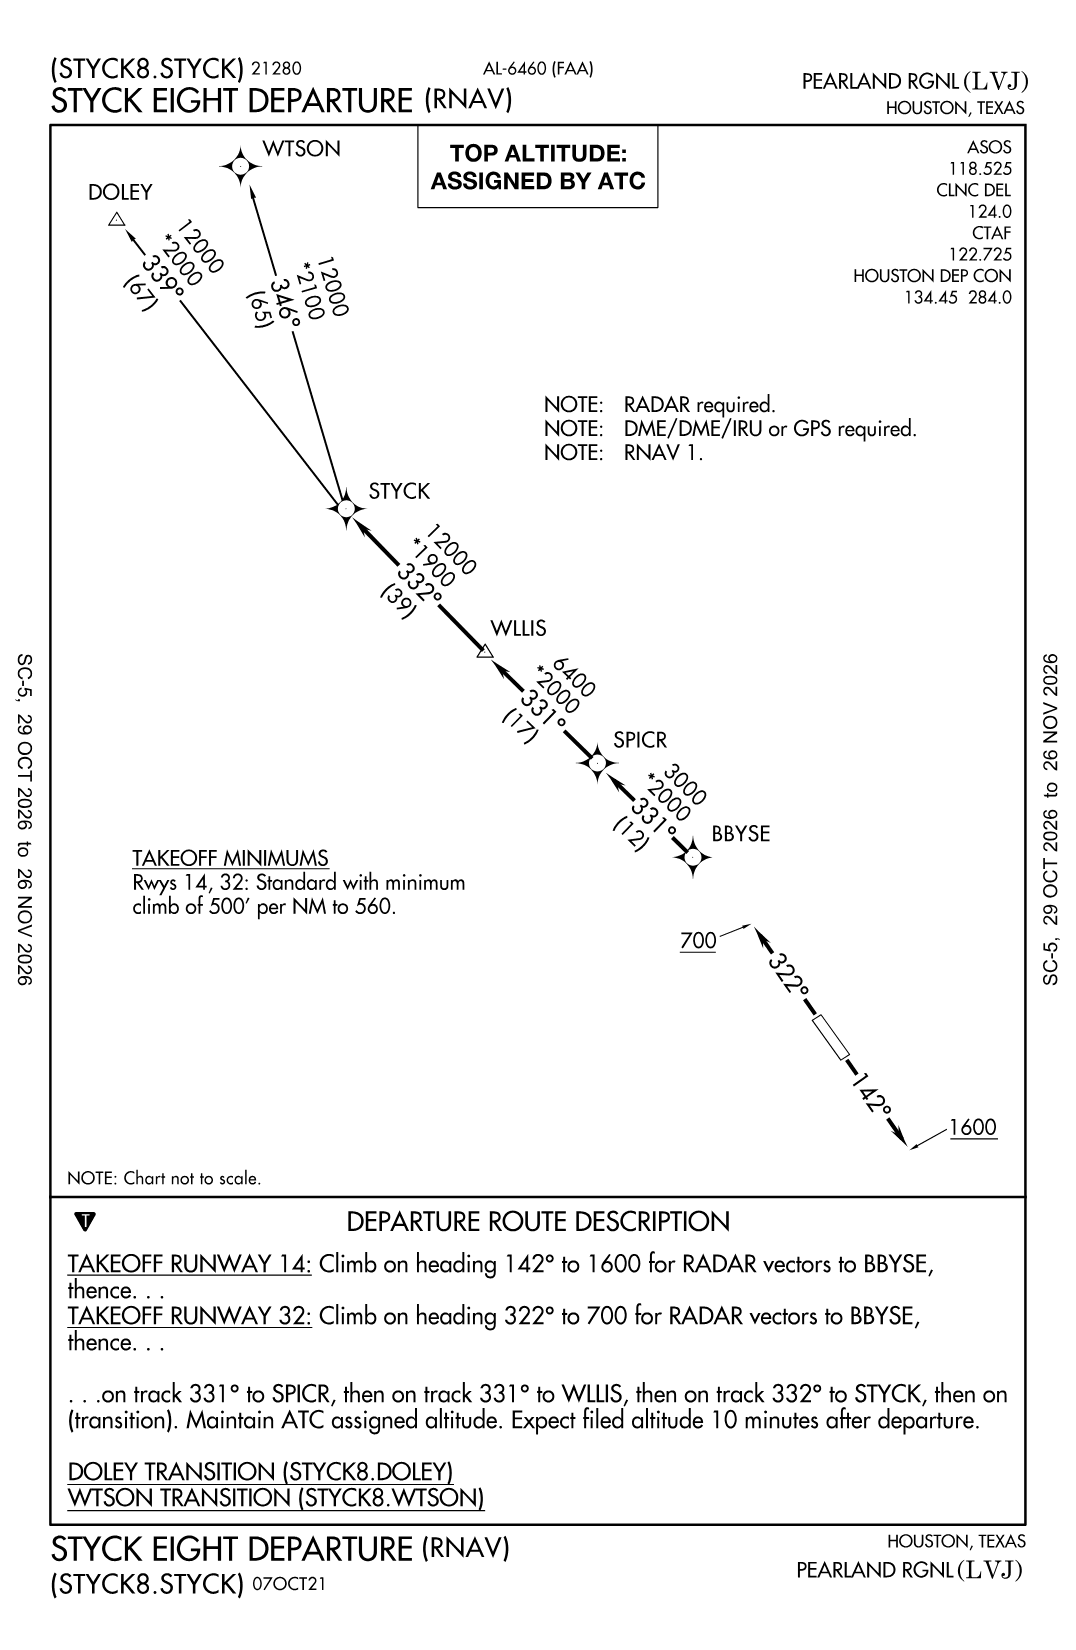 (STYCK8.STYCK) 21280
AL-6460 (FAA)
STYCK EIGHT DEPARTURE (RNAV)
PEARLAND RGNL (LVJ)
HOUSTON, TEXAS
TOP ALTITUDE:
ASSIGNED BY ATC
ASOS
118.525
CLNC DEL
124.0
CTAF
122.725
HOUSTON DEP CON
134.45 284.0
WTSON
DOLEY
12000
*2000
339°
(67)
12000
*2100
346°
(65)
NOTE: RADAR required.
NOTE: DME/DME/IRU or GPS required.
NOTE: RNAV 1.
STYCK
12000
*1900
332°
(39)
WLLIS
6400
*2000
331°
(17)
SPICR
3000
*2000
331°
(12)
BBYSE
TAKEOFF MINIMUMS
Rwys 14, 32: Standard with minimum
climb of 500' per NM to 560.
700
322°
142°
1600
NOTE: Chart not to scale.
SC-5, 29 OCT 2026 to 26 NOV 2026
SC-5, 29 OCT 2026 to 26 NOV 2026
T
DEPARTURE ROUTE DESCRIPTION
TAKEOFF RUNWAY 14: Climb on heading 142° to 1600 for RADAR vectors to BBYSE,
thence. . .
TAKEOFF RUNWAY 32: Climb on heading 322° to 700 for RADAR vectors to BBYSE,
thence. . .
. . .on track 331° to SPICR, then on track 331° to WLLIS, then on track 332° to STYCK, then on
(transition). Maintain ATC assigned altitude. Expect filed altitude 10 minutes after departure.
DOLEY TRANSITION (STYCK8.DOLEY)
WTSON TRANSITION (STYCK8.WTSON)
STYCK EIGHT DEPARTURE (RNAV)
(STYCK8.STYCK) 07OCT21
HOUSTON, TEXAS
PEARLAND RGNL (LVJ)